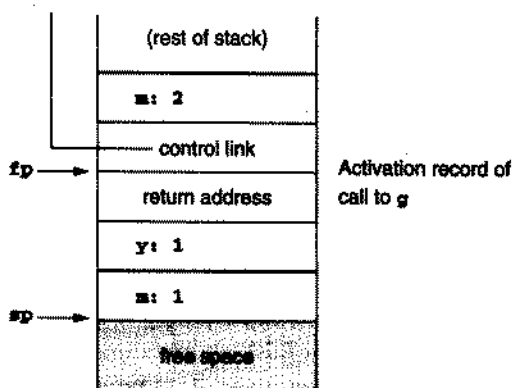 (rest of stack)
m: 2
control link
fp
Activation record of
call to g
return address
y: 1
m: 1
sp
free space